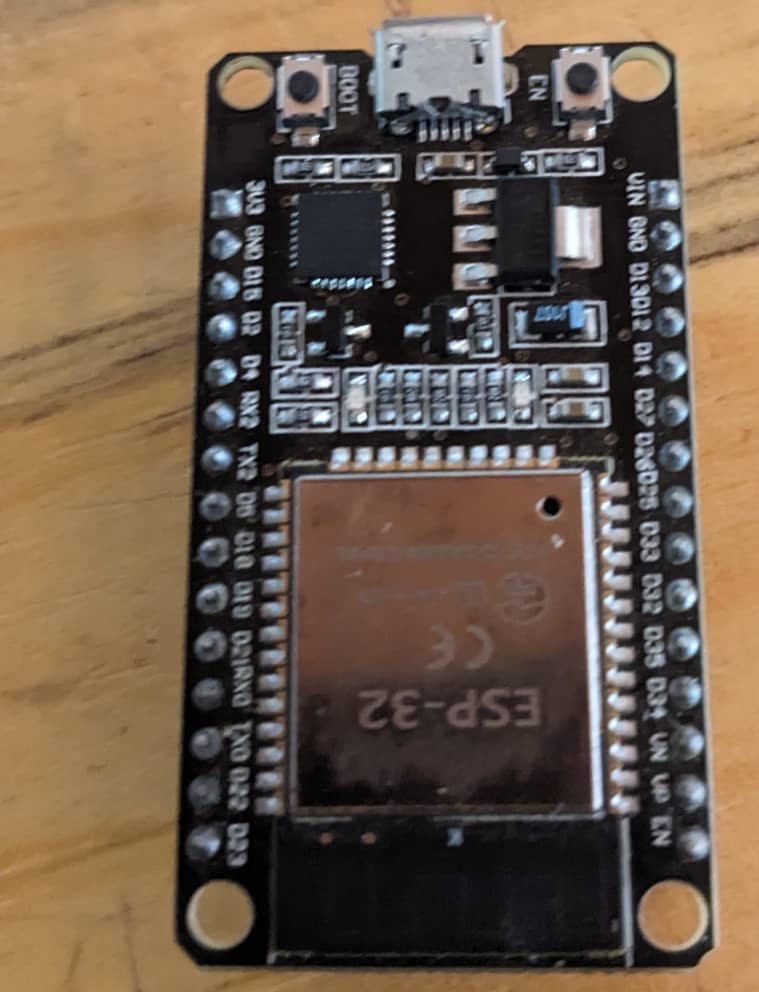 BOOT
EN
3V3
GND
D15
D2
D4
RX2
TX2
D5
D18
D19
D21
RX0
TX0
D22
D23
VIN
GND
D13
D12
D14
D27
D26
D25
D33
D32
D35
D34
VN
VP
EN
CE
ESP-32